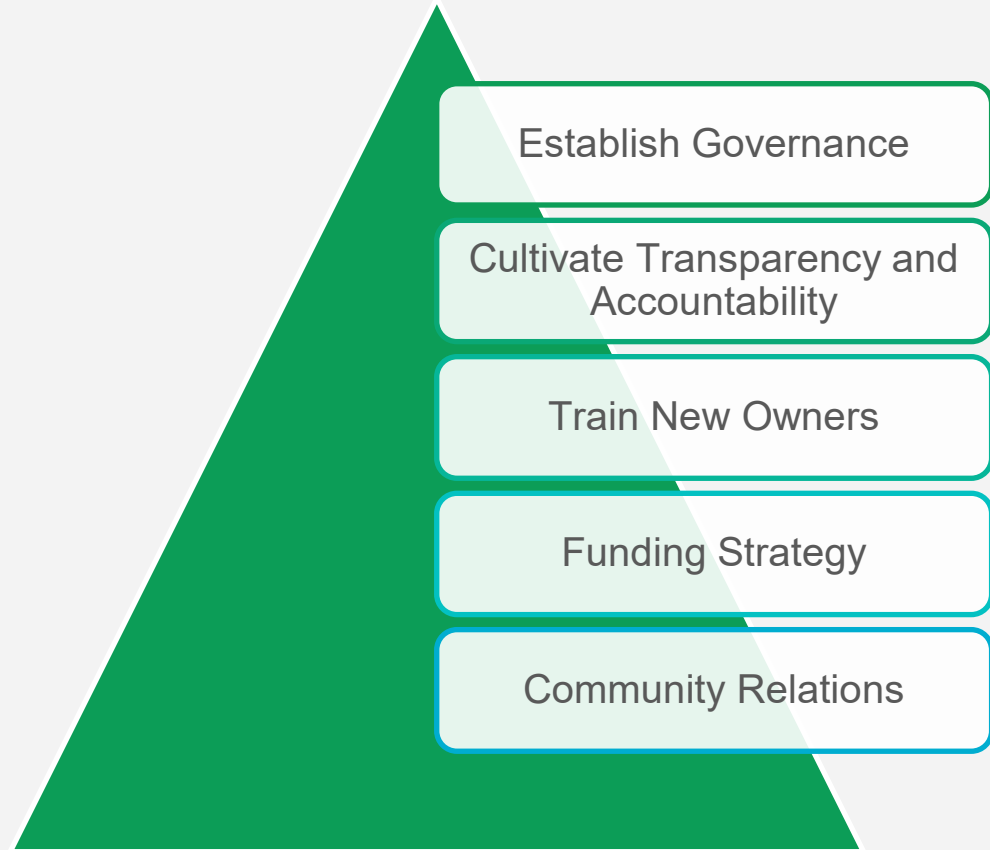 Establish Governance
Cultivate Transparency and
Accountability
Train New Owners
Funding Strategy
Community Relations